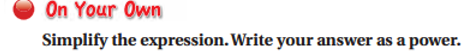 On Your Own
Simplify the expression. Write your answer as a power.